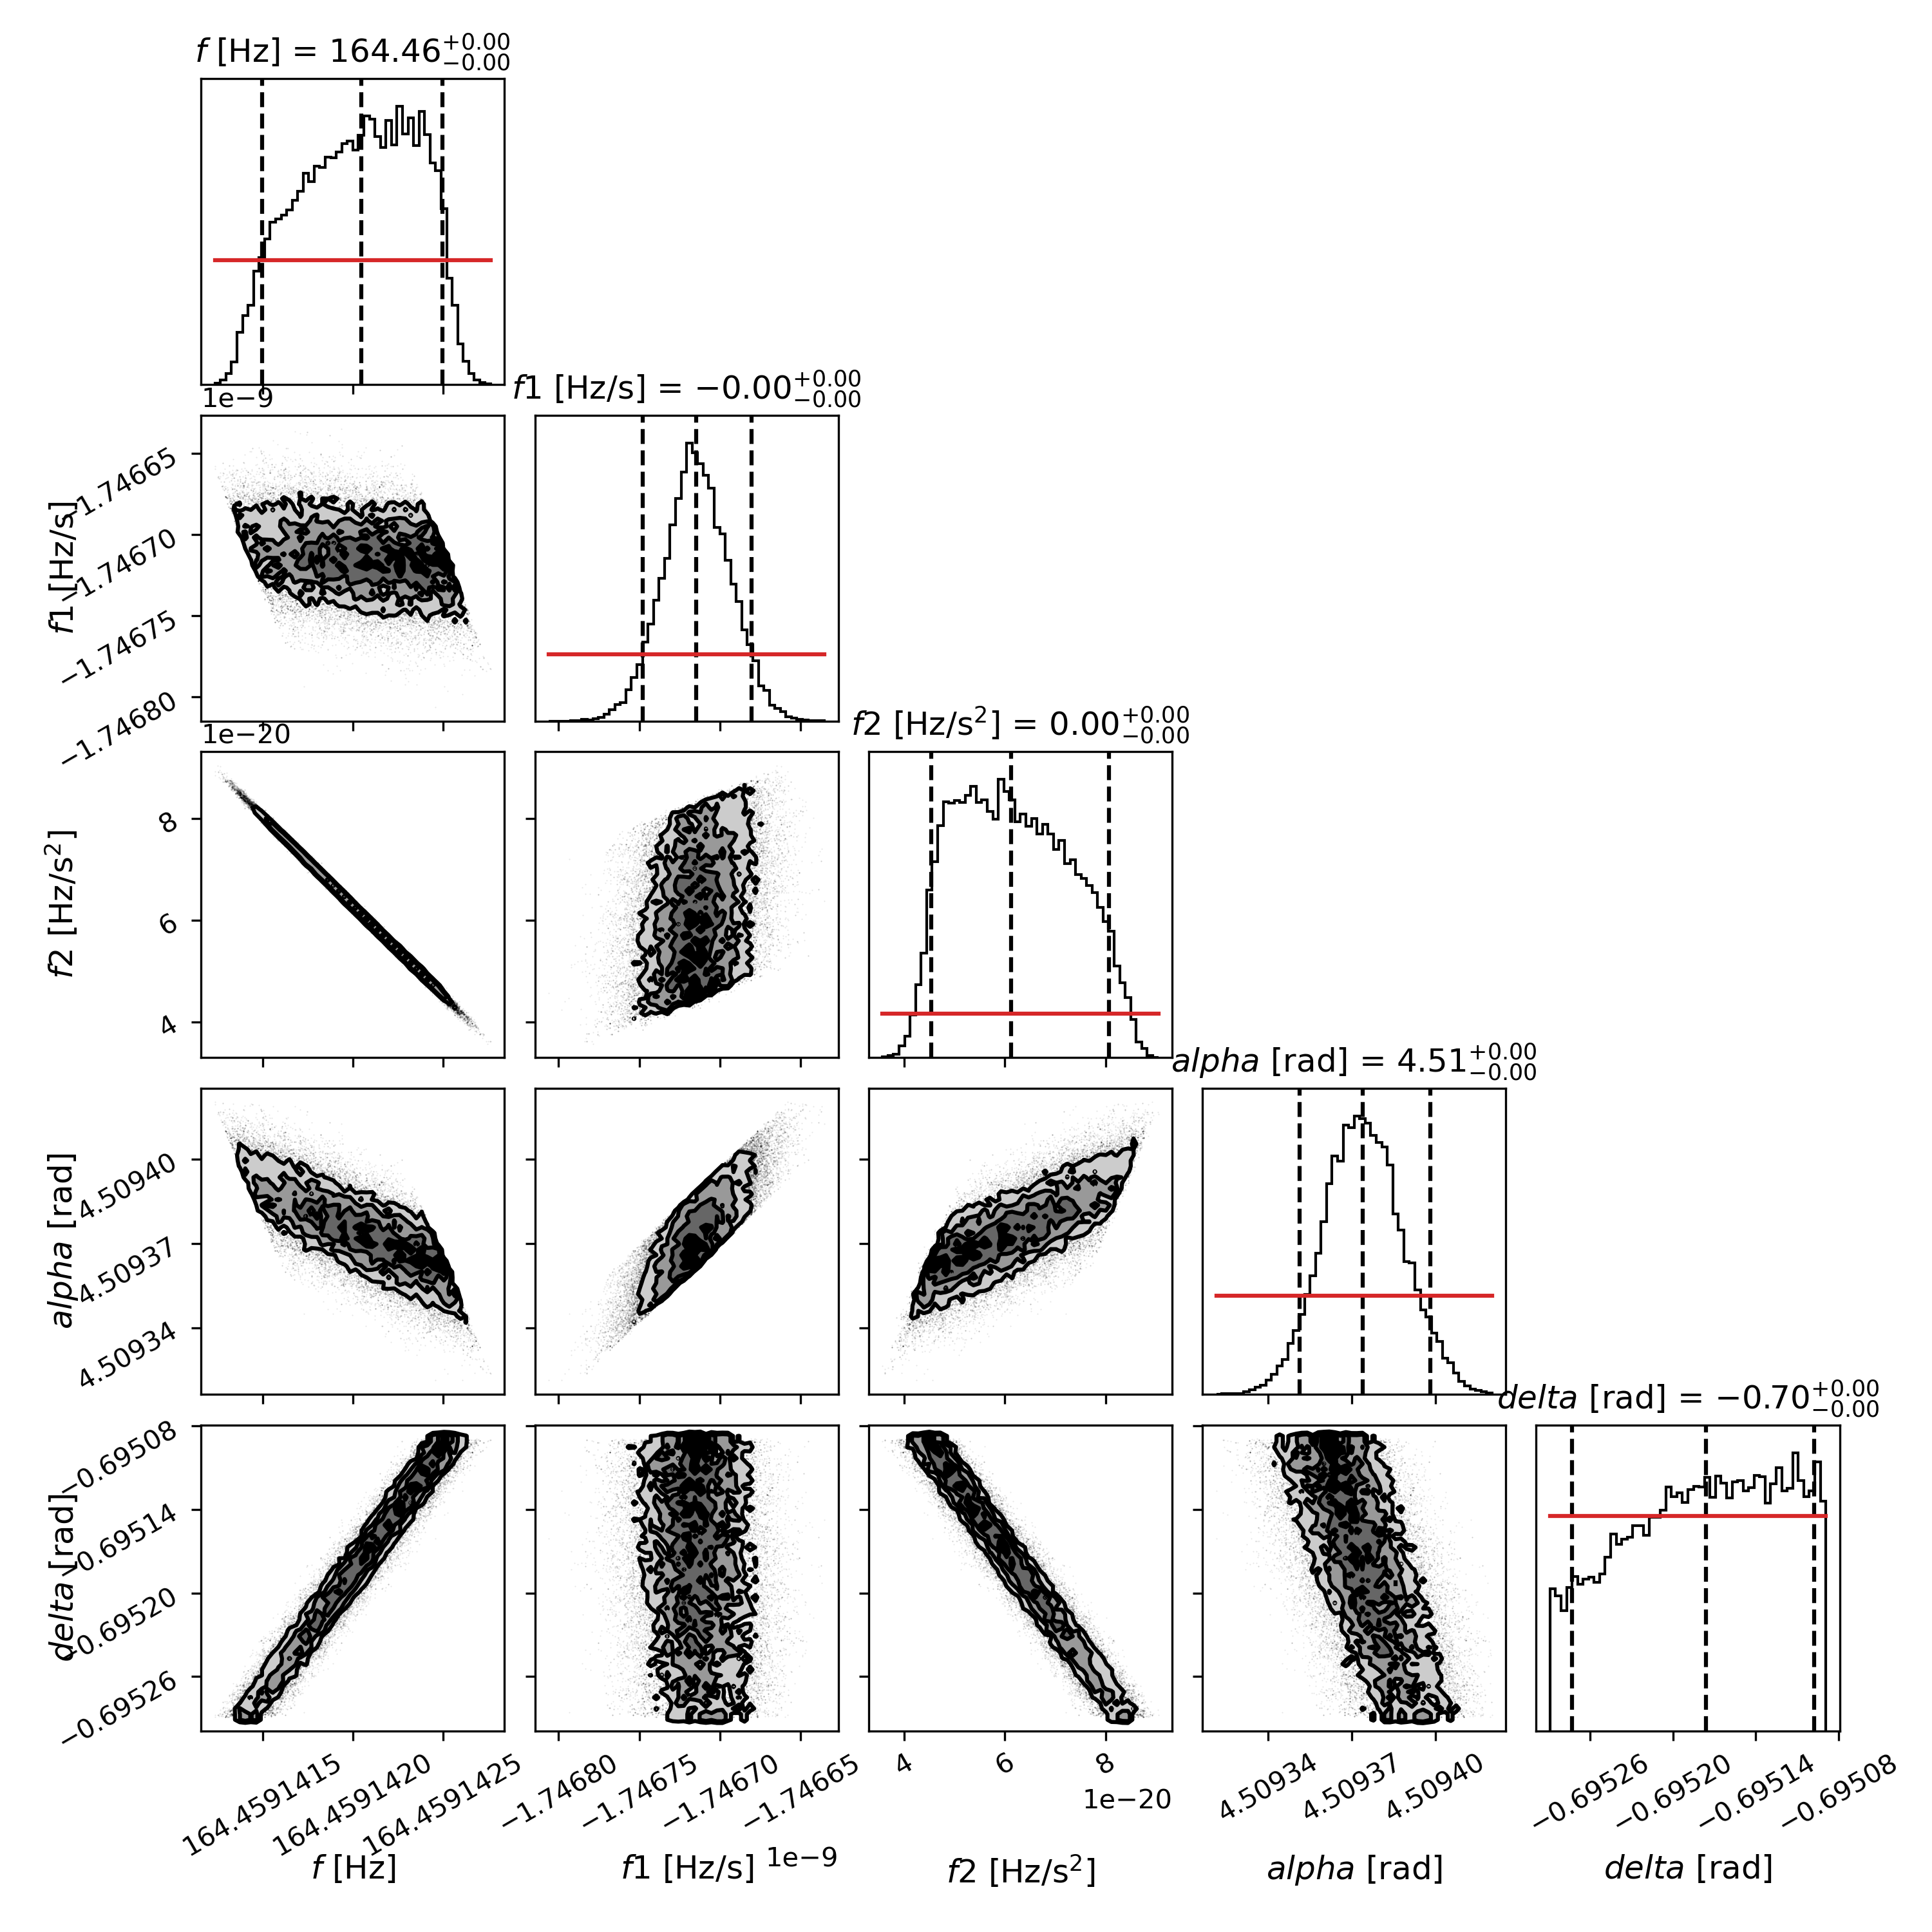 f [Hz] = 164.46+0.00 −0.00
1e−9
f1 [Hz/s] = −0.00+0.00 −0.00
−1.74665
−1.74670
−1.74675
−1.74680
f1 [Hz/s]
1e−20
f2 [Hz/s2] = 0.00+0.00 −0.00
8
6
4
f2 [Hz/s2]
alpha [rad] = 4.51+0.00 −0.00
4.50940
4.50937
4.50934
alpha [rad]
delta [rad] = −0.70+0.00 −0.00
−0.69508
−0.69514
−0.69520
−0.69526
delta [rad]
164.4591415 164.4591420 164.4591425
−1.74680 −1.74675 −1.74670 −1.74665
4 6 8
4.50934 4.50937 4.50940
−0.69526 −0.69520 −0.69514 −0.69508
1e−20
1e−9
f [Hz] f1 [Hz/s] f2 [Hz/s2] alpha [rad] delta [rad]